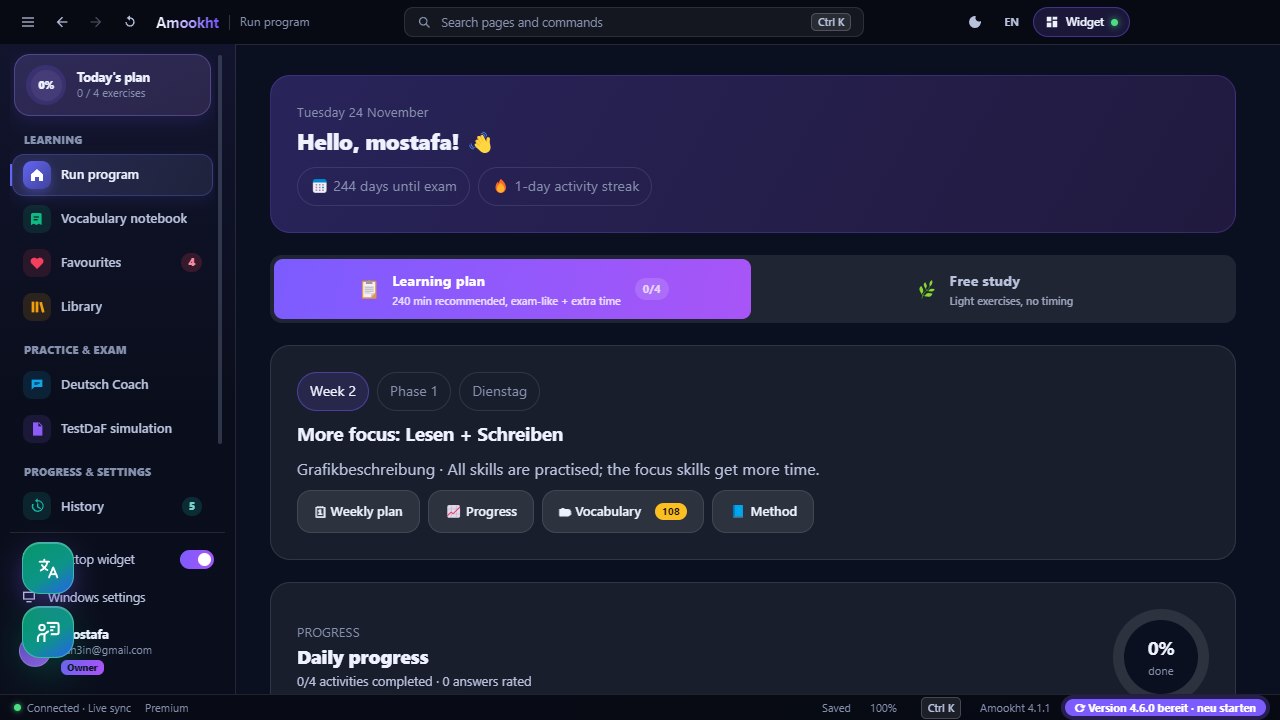 Amookht
Run program
Search pages and commands
Ctrl K
EN
Widget
0%
Today's plan
0 / 4 exercises
LEARNING
Run program
Vocabulary notebook
Favourites
4
Library
PRACTICE & EXAM
Deutsch Coach
TestDaF simulation
PROGRESS & SETTINGS
History
5
top widget
Windows settings
ostafa
n3in@gmail.com
Owner
Tuesday 24 November
Hello, mostafa! 👋
244 days until exam
1-day activity streak
Learning plan
240 min recommended, exam-like + extra time
0/4
Free study
Light exercises, no timing
Week 2
Phase 1
Dienstag
More focus: Lesen + Schreiben
Grafikbeschreibung · All skills are practised; the focus skills get more time.
Weekly plan
Progress
Vocabulary
108
Method
PROGRESS
Daily progress
0/4 activities completed · 0 answers rated
0%
done
Connected · Live sync
Premium
Saved
100%
Ctrl K
Amookht 4.1.1
Version 4.6.0 bereit · neu starten